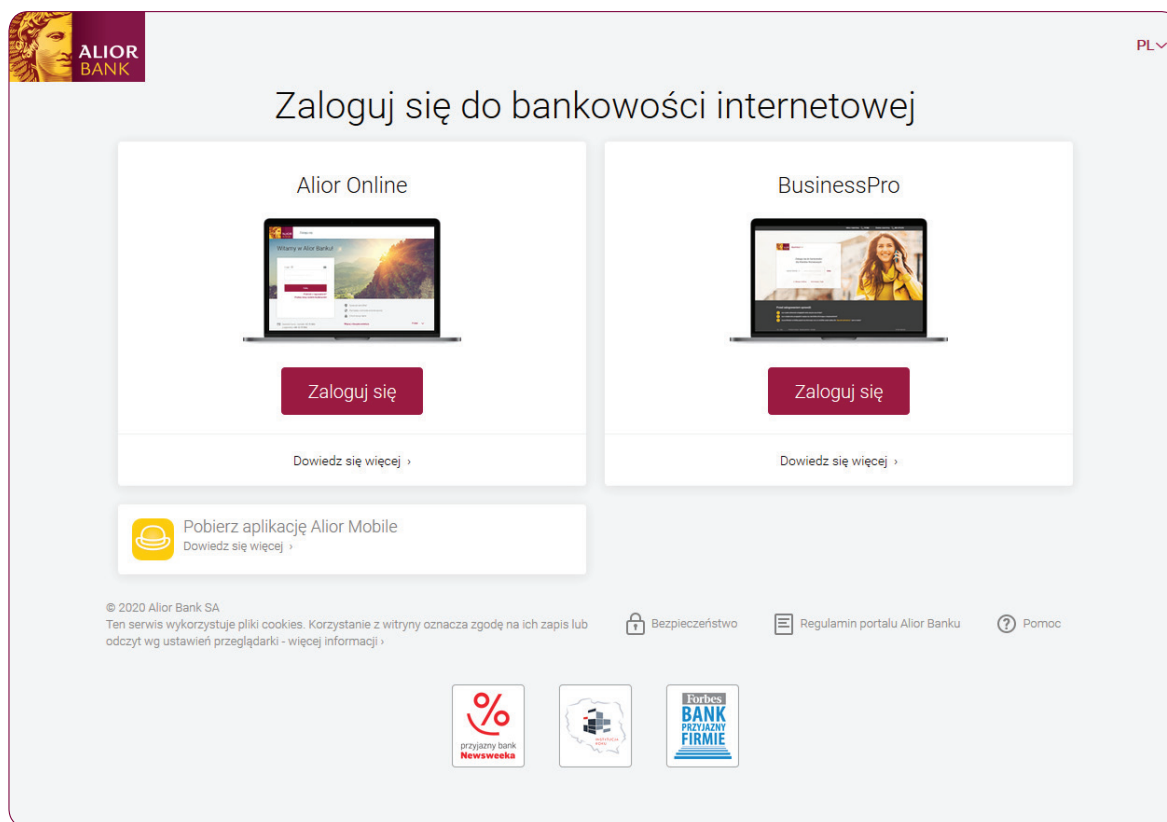 ALIOR
BANK
PL
Zaloguj się do bankowości internetowej
Alior Online
BusinessPro
Witamy w Alior Banku!
Zaloguj się
Zaloguj się
Dowiedz się więcej ›
Dowiedz się więcej ›
Pobierz aplikację Alior Mobile
Dowiedz się więcej ›
© 2020 Alior Bank SA
Ten serwis wykorzystuje pliki cookies. Korzystanie z witryny oznacza zgodę na ich zapis lub
odczyt wg ustawień przeglądarki - więcej informacji ›
Bezpieczeństwo
Regulamin portalu Alior Banku
Pomoc
przyjazny bank
Newsweeka
Forbes
BANK
PRZYJAZNY
FIRMIE